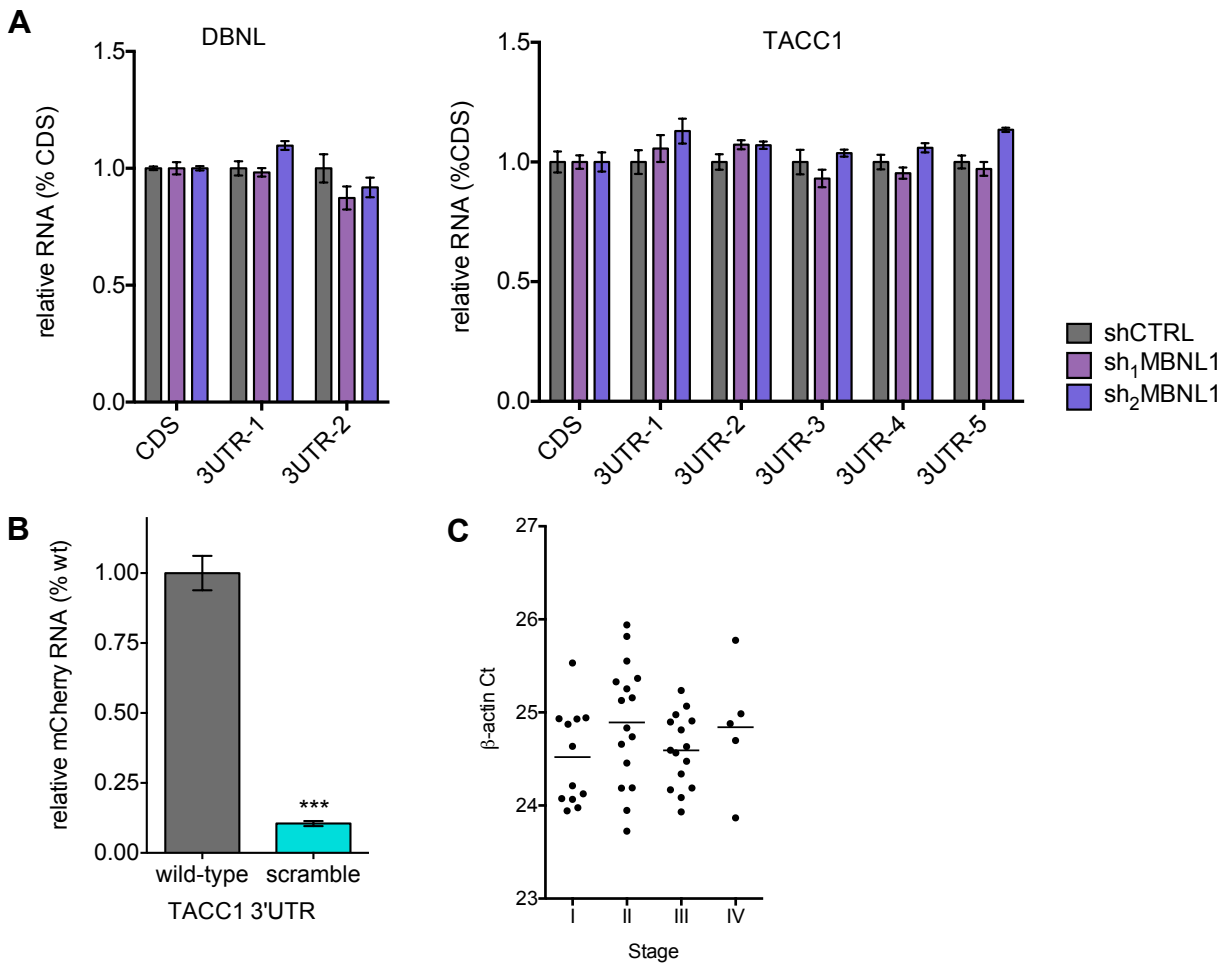 A
DBNL
relative RNA (% CDS)
1.5
1.0
0.5
0.0
CDS
3UTR-1
3UTR-2
TACC1
relative RNA (%CDS)
1.5
1.0
0.5
0.0
CDS
3UTR-1
3UTR-2
3UTR-3
3UTR-4
3UTR-5
shCTRL
sh₁MBNL1
sh₂MBNL1
B
relative mCherry RNA (% wt)
1.00
0.75
0.50
0.25
0.00
***
wild-type scramble
TACC1 3'UTR
C
β-actin Ct
27
26
25
24
23
I II III IV
Stage